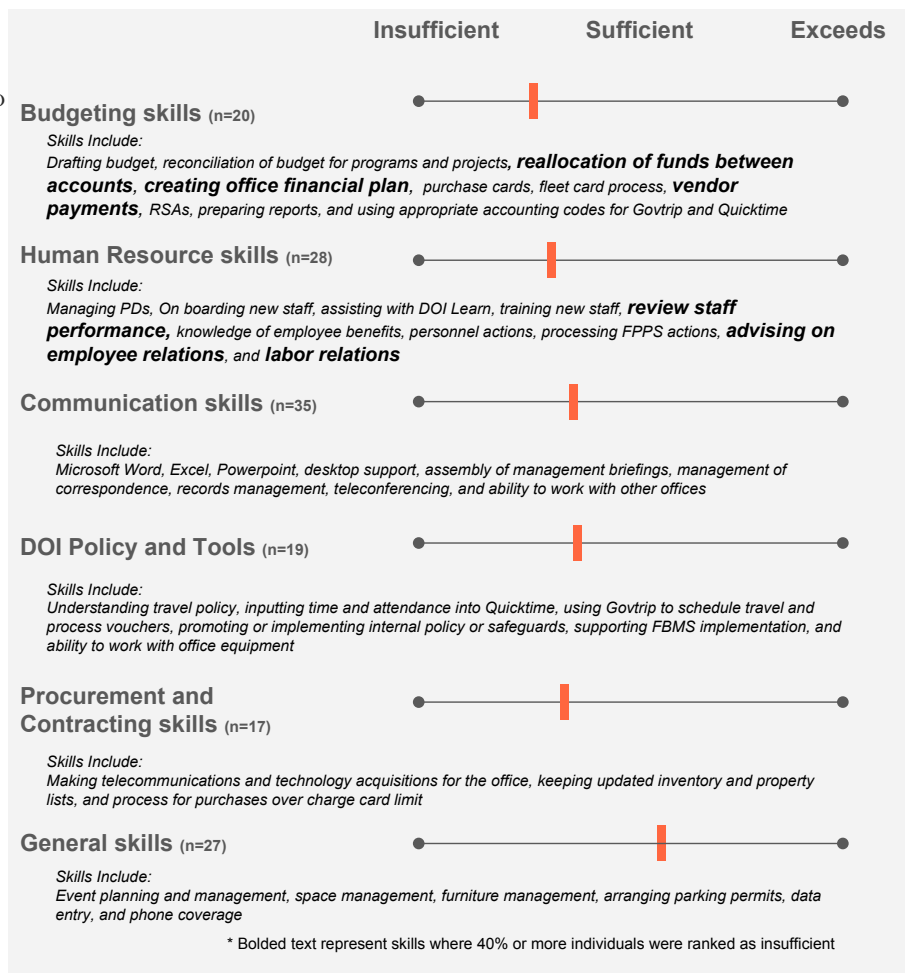 Insufficient Sufficient Exceeds
Budgeting skills (n=20)
Skills Include:
Drafting budget, reconciliation of budget for programs and projects, reallocation of funds between
accounts, creating office financial plan, purchase cards, fleet card process, vendor
payments, RSAs, preparing reports, and using appropriate accounting codes for Govtrip and Quicktime
Human Resource skills (n=28)
Skills Include:
Managing PDs, On boarding new staff, assisting with DOI Learn, training new staff, review staff
performance, knowledge of employee benefits, personnel actions, processing FPPS actions, advising on
employee relations, and labor relations
Communication skills (n=35)
Skills Include:
Microsoft Word, Excel, Powerpoint, desktop support, assembly of management briefings, management of
correspondence, records management, teleconferencing, and ability to work with other offices
DOI Policy and Tools (n=19)
Skills Include:
Understanding travel policy, inputting time and attendance into Quicktime, using Govtrip to schedule travel and
process vouchers, promoting or implementing internal policy or safeguards, supporting FBMS implementation, and
ability to work with office equipment
Procurement and
Contracting skills (n=17)
Skills Include:
Making telecommunications and technology acquisitions for the office, keeping updated inventory and property
lists, and process for purchases over charge card limit
General skills (n=27)
Skills Include:
Event planning and management, space management, furniture management, arranging parking permits, data
entry, and phone coverage
* Bolded text represent skills where 40% or more individuals were ranked as insufficient